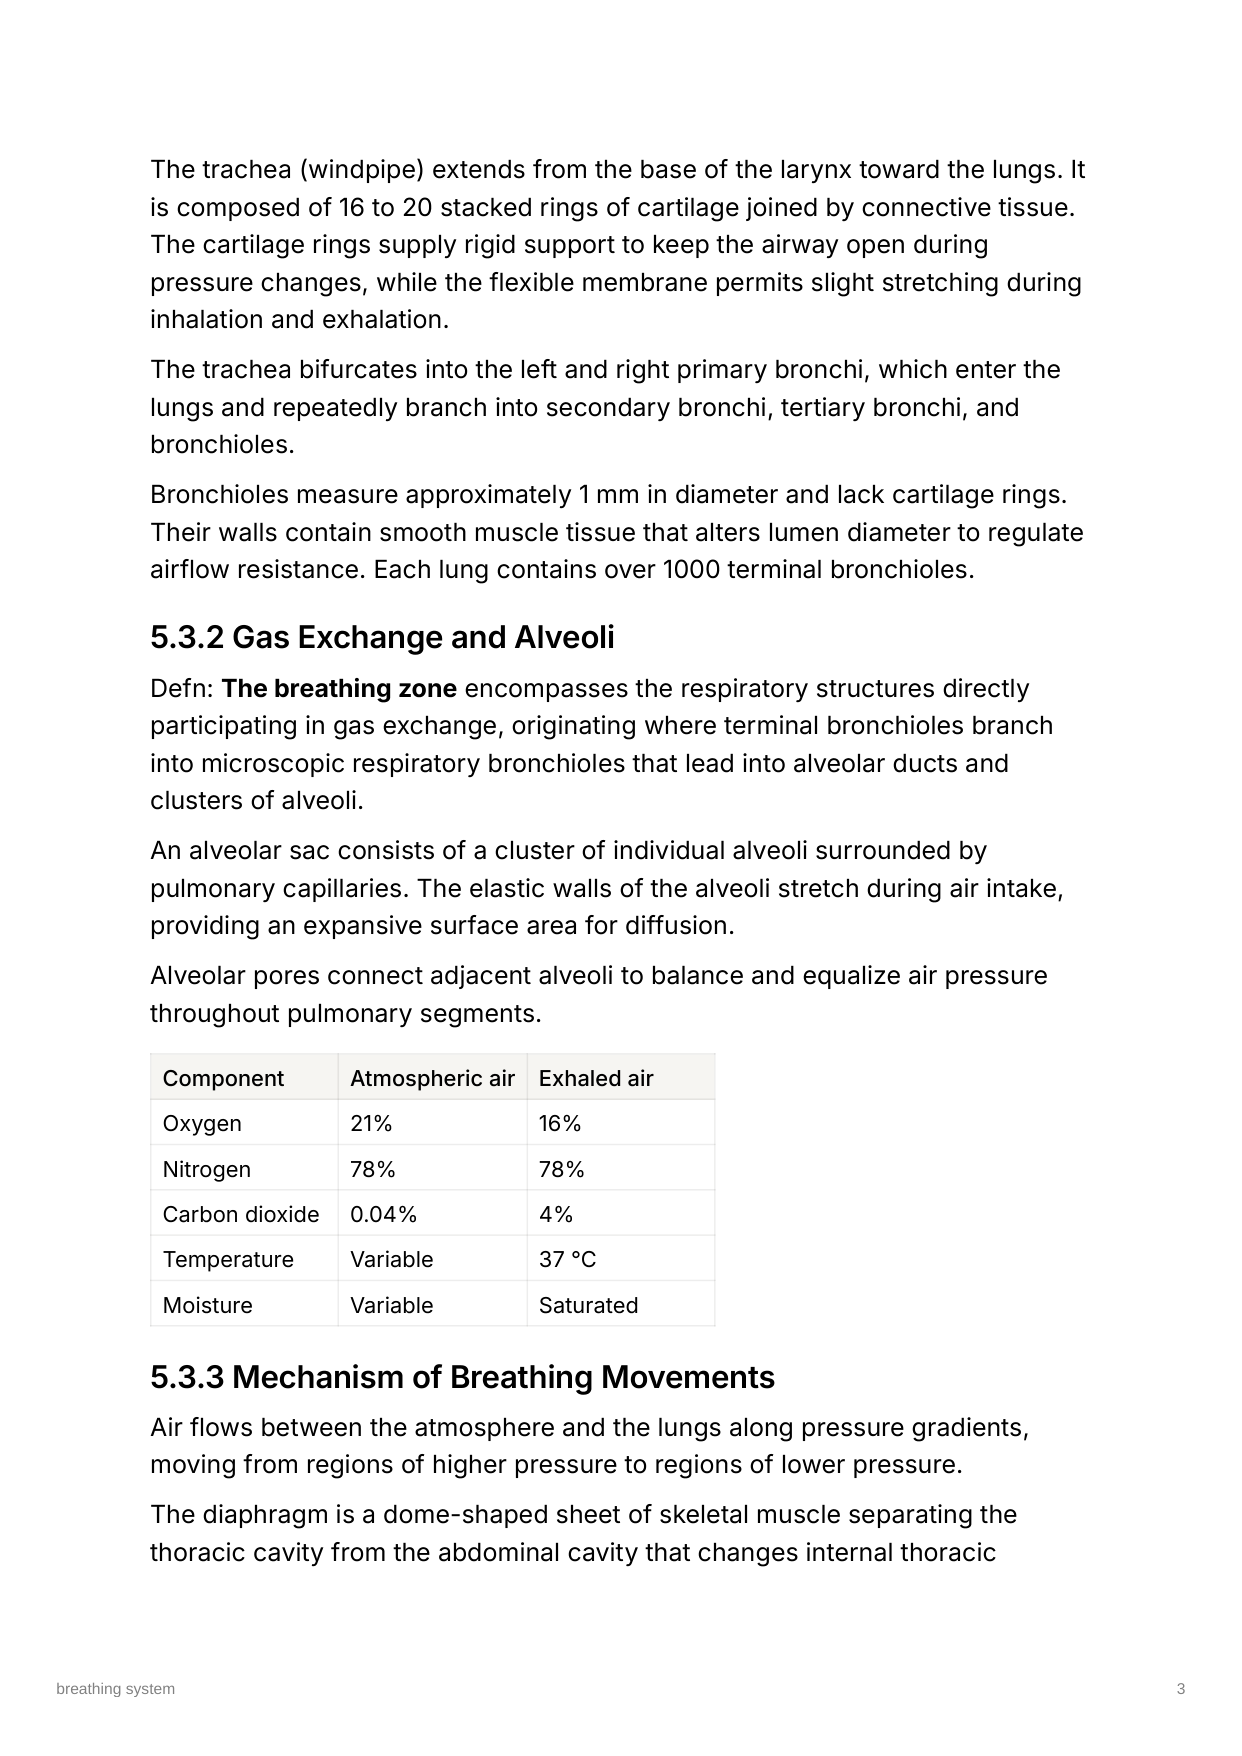 The trachea (windpipe) extends from the base of the larynx toward the lungs. It
is composed of 16 to 20 stacked rings of cartilage joined by connective tissue.
The cartilage rings supply rigid support to keep the airway open during
pressure changes, while the flexible membrane permits slight stretching during
inhalation and exhalation.
The trachea bifurcates into the left and right primary bronchi, which enter the
lungs and repeatedly branch into secondary bronchi, tertiary bronchi, and
bronchioles.
Bronchioles measure approximately 1 mm in diameter and lack cartilage rings.
Their walls contain smooth muscle tissue that alters lumen diameter to regulate
airflow resistance. Each lung contains over 1000 terminal bronchioles.
5.3.2 Gas Exchange and Alveoli
Defn: The breathing zone encompasses the respiratory structures directly
participating in gas exchange, originating where terminal bronchioles branch
into microscopic respiratory bronchioles that lead into alveolar ducts and
clusters of alveoli.
An alveolar sac consists of a cluster of individual alveoli surrounded by
pulmonary capillaries. The elastic walls of the alveoli stretch during air intake,
providing an expansive surface area for diffusion.
Alveolar pores connect adjacent alveoli to balance and equalize air pressure
throughout pulmonary segments.
Component Atmospheric air Exhaled air
Oxygen 21% 16%
Nitrogen 78% 78%
Carbon dioxide 0.04% 4%
Temperature Variable 37 °C
Moisture Variable Saturated
5.3.3 Mechanism of Breathing Movements
Air flows between the atmosphere and the lungs along pressure gradients,
moving from regions of higher pressure to regions of lower pressure.
The diaphragm is a dome-shaped sheet of skeletal muscle separating the
thoracic cavity from the abdominal cavity that changes internal thoracic
breathing system 3